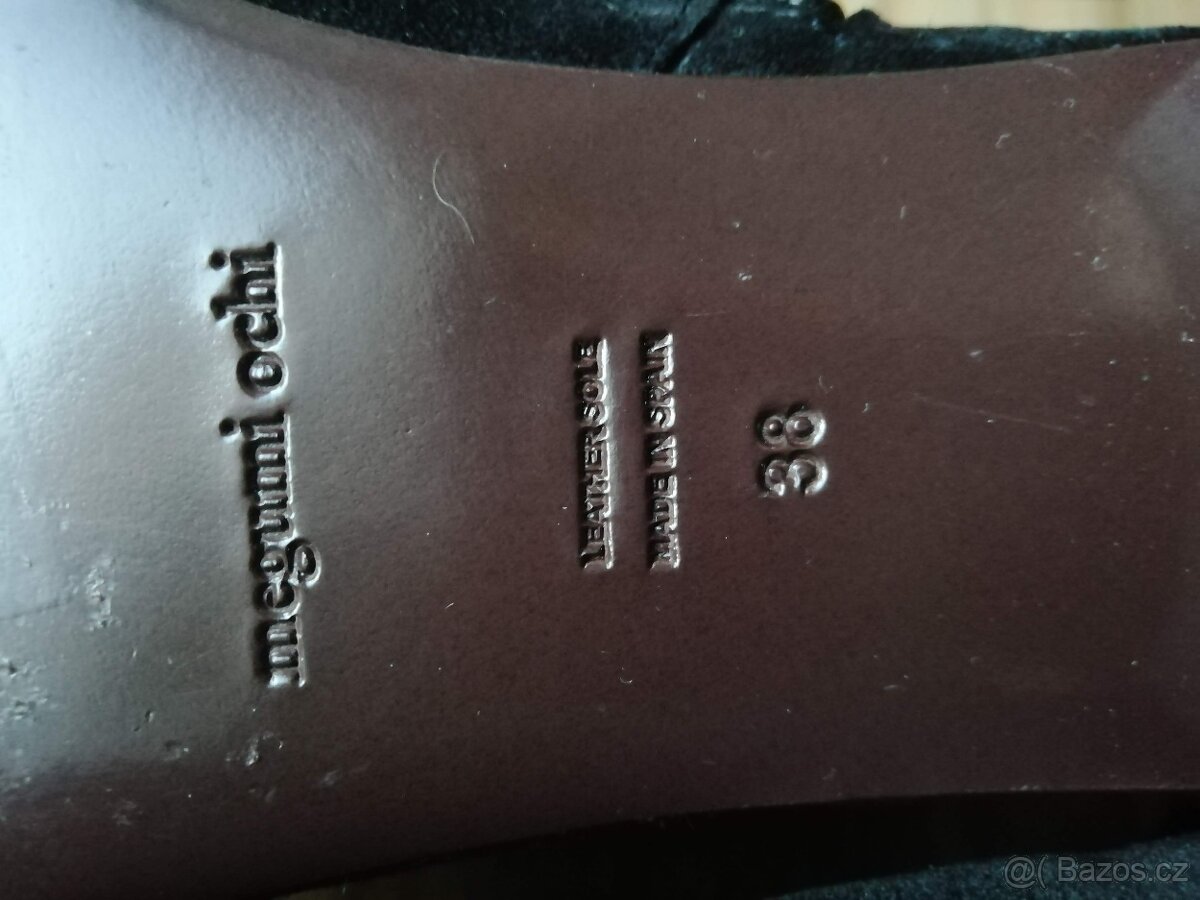 megumi ochi
LEATHER SOLE
MADE IN SPAIN
38
@( Bazos.cz